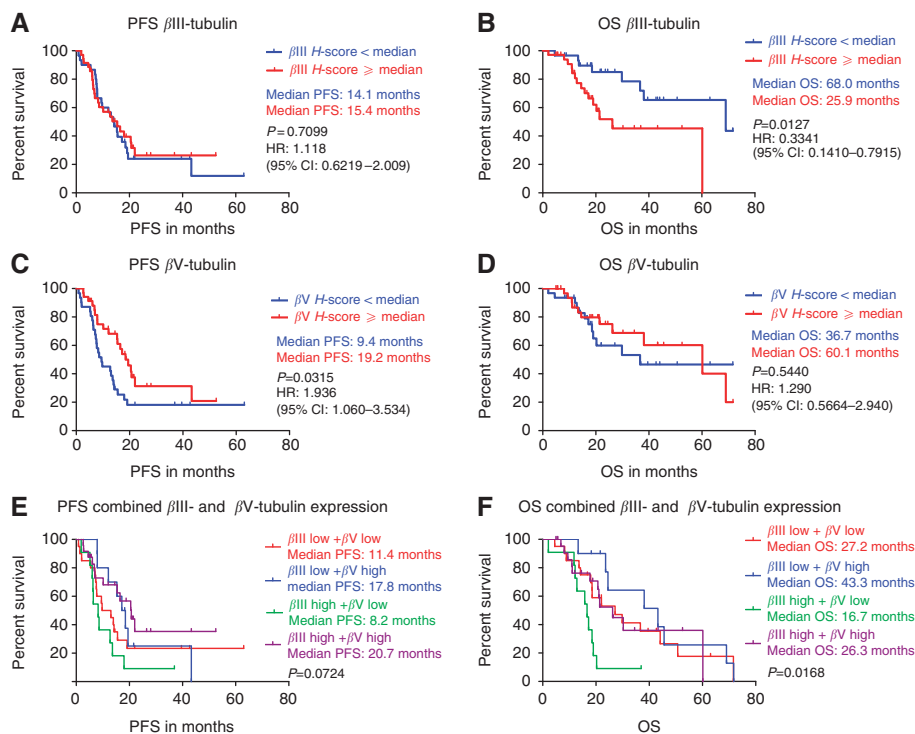 A
PFS βIII-tubulin
Percent survival
100
80
60
40
20
0
0 20 40 60 80
PFS in months
βIII H-score < median
βIII H-score ⩾ median
Median PFS: 14.1 months
Median PFS: 15.4 months
P = 0.7099
HR: 1.118
(95% CI: 0.6219–2.009)
B
OS βIII-tubulin
Percent survival
100
80
60
40
20
0
0 20 40 60 80
OS in months
βIII H-score < median
βIII H-score ⩾ median
Median OS: 68.0 months
Median OS: 25.9 months
P=0.0127
HR: 0.3341
(95% CI: 0.1410–0.7915)
C
PFS βV-tubulin
Percent survival
100
80
60
40
20
0
0 20 40 60 80
PFS in months
βV H-score < median
βV H-score ⩾ median
Median PFS: 9.4 months
Median PFS: 19.2 months
P=0.0315
HR: 1.936
(95% CI: 1.060–3.534)
D
OS βV-tubulin
Percent survival
100
80
60
40
20
0
0 20 40 60 80
OS in months
βV H-score < median
βV H-score ⩾ median
Median OS: 36.7 months
Median OS: 60.1 months
P=0.5440
HR: 1.290
(95% CI: 0.5664–2.940)
E
PFS combined βIII- and βV-tubulin expression
Percent survival
100
80
60
40
20
0
0 20 40 60 80
PFS in months
βIII low +βV low
Median PFS: 11.4 months
βIII low +βV high
median PFS: 17.8 months
βIII high +βV low
Median PFS: 8.2 months
βIII high +βV high
Median PFS: 20.7 months
P=0.0724
F
OS combined βIII- and βV-tubulin expression
Percent survival
100
80
60
40
20
0
0 20 40 60 80
OS
βIII low + βV low
Median OS: 27.2 months
βIII low + βV high
Median OS: 43.3 months
βIII high + βV low
Median OS: 16.7 months
βIII high + βV high
Median OS: 26.3 months
P=0.0168